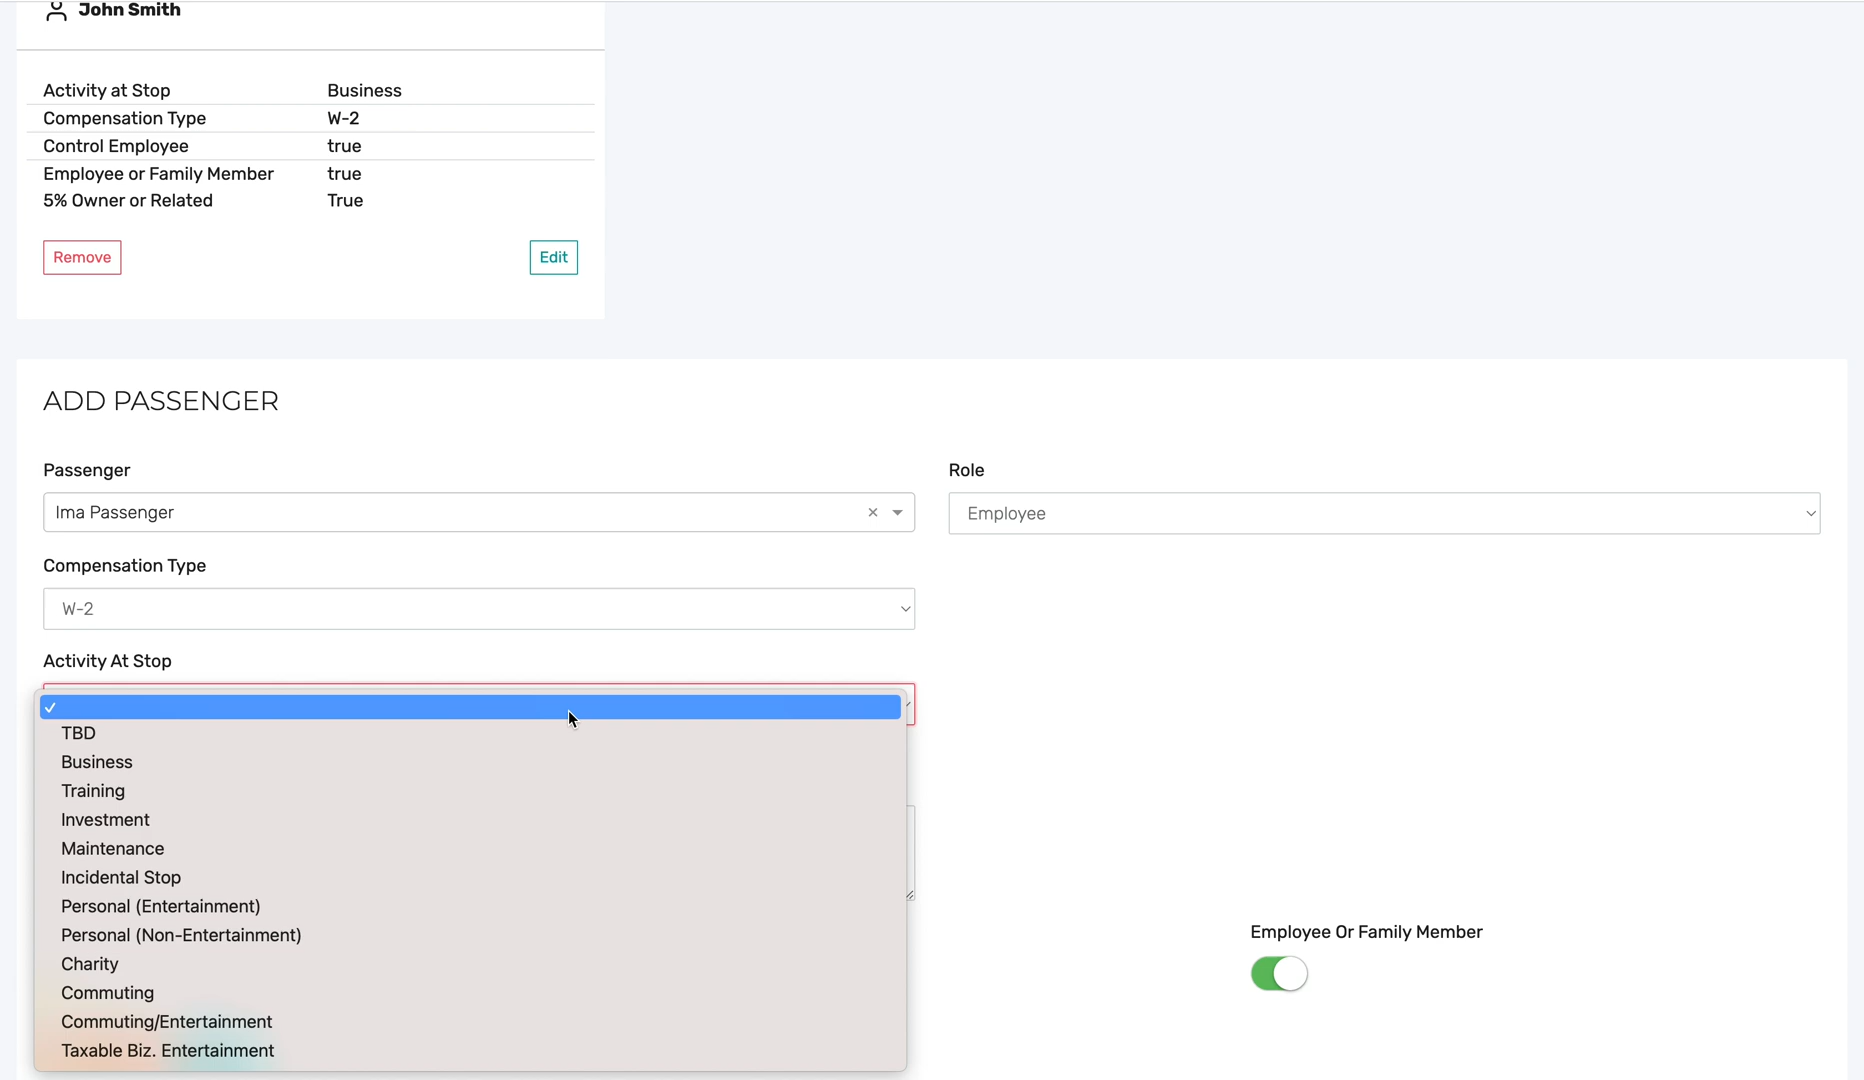 John Smith
Activity at Stop Business
Compensation Type W-2
Control Employee true
Employee or Family Member true
5% Owner or Related True
Remove Edit
ADD PASSENGER
Passenger Role
Ima Passenger × Employee
Compensation Type
W-2
Activity At Stop
TBD
Business
Training
Investment
Maintenance
Incidental Stop
Personal (Entertainment)
Employee Or Family Member
Personal (Non-Entertainment)
Charity
Commuting
Commuting/Entertainment
Taxable Biz. Entertainment